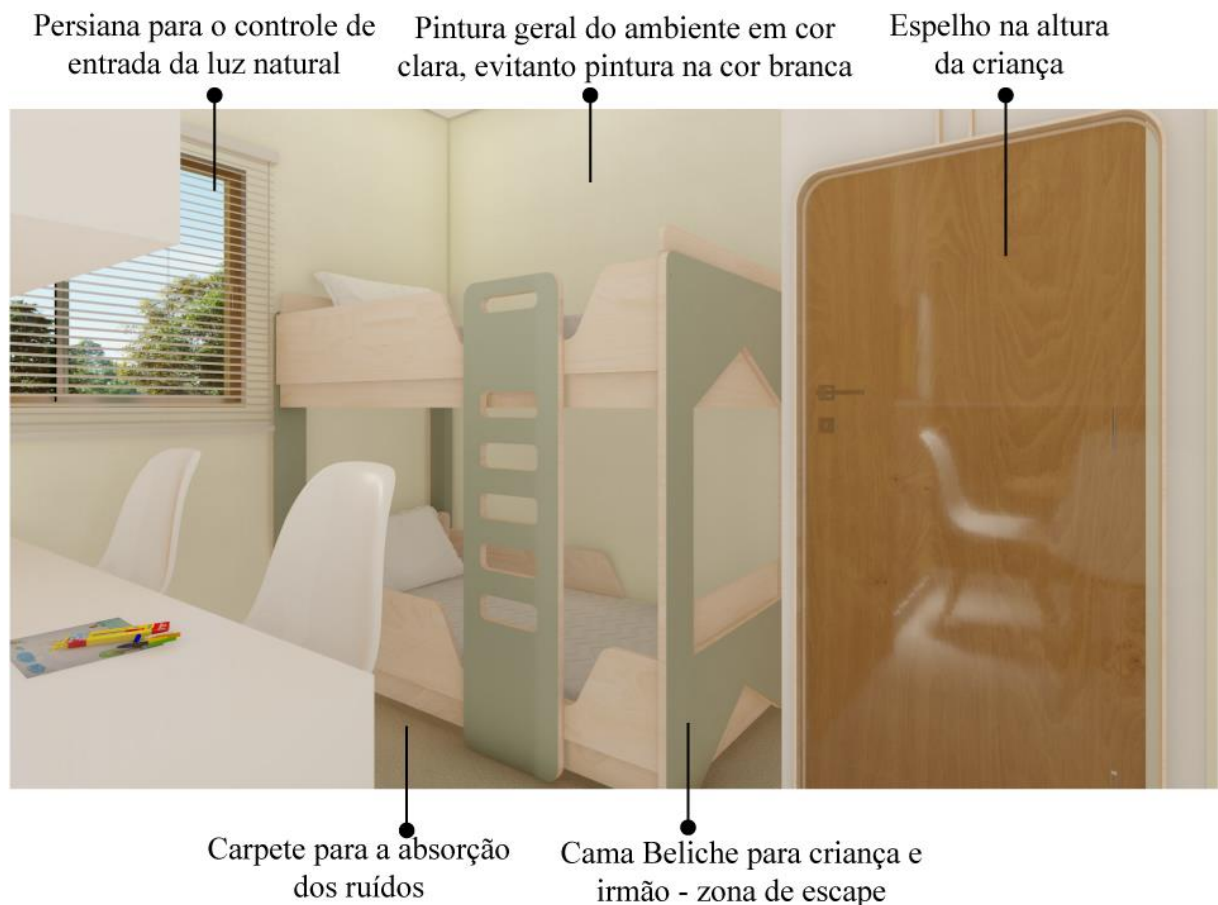 Persiana para o controle de
entrada da luz natural
Pintura geral do ambiente em cor
clara, evitanto pintura na cor branca
Espelho na altura
da criança
Carpete para a absorção
dos ruídos
Cama Beliche para criança e
irmão - zona de escape